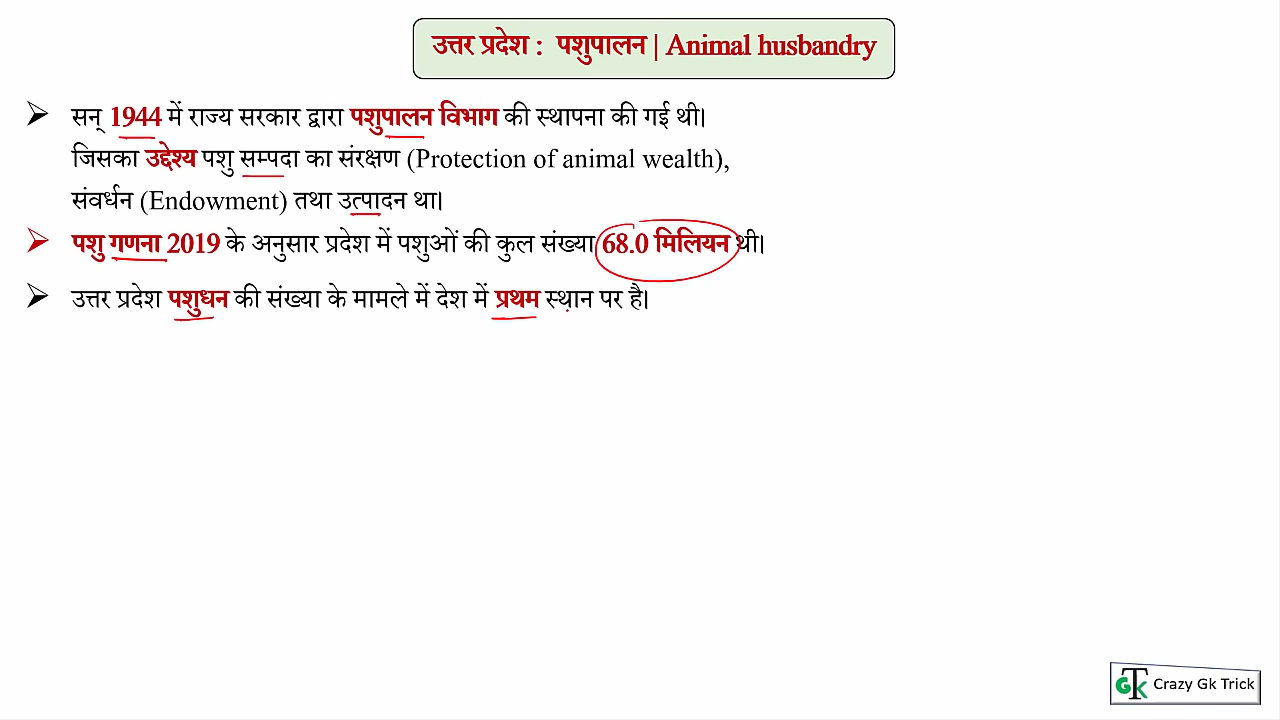 उत्तर प्रदेश : पशुपालन | Animal husbandry
➢ सन् 1944 में राज्य सरकार द्वारा पशुपालन विभाग की स्थापना की गई थी।
जिसका उद्देश्य पशु सम्पदा का संरक्षण (Protection of animal wealth),
संवर्धन (Endowment) तथा उत्पादन था।
➢ पशु गणना 2019 के अनुसार प्रदेश में पशुओं की कुल संख्या 68.0 मिलियन थी।
➢ उत्तर प्रदेश पशुधन की संख्या के मामले में देश में प्रथम स्थान पर है।
GTK Crazy Gk Trick